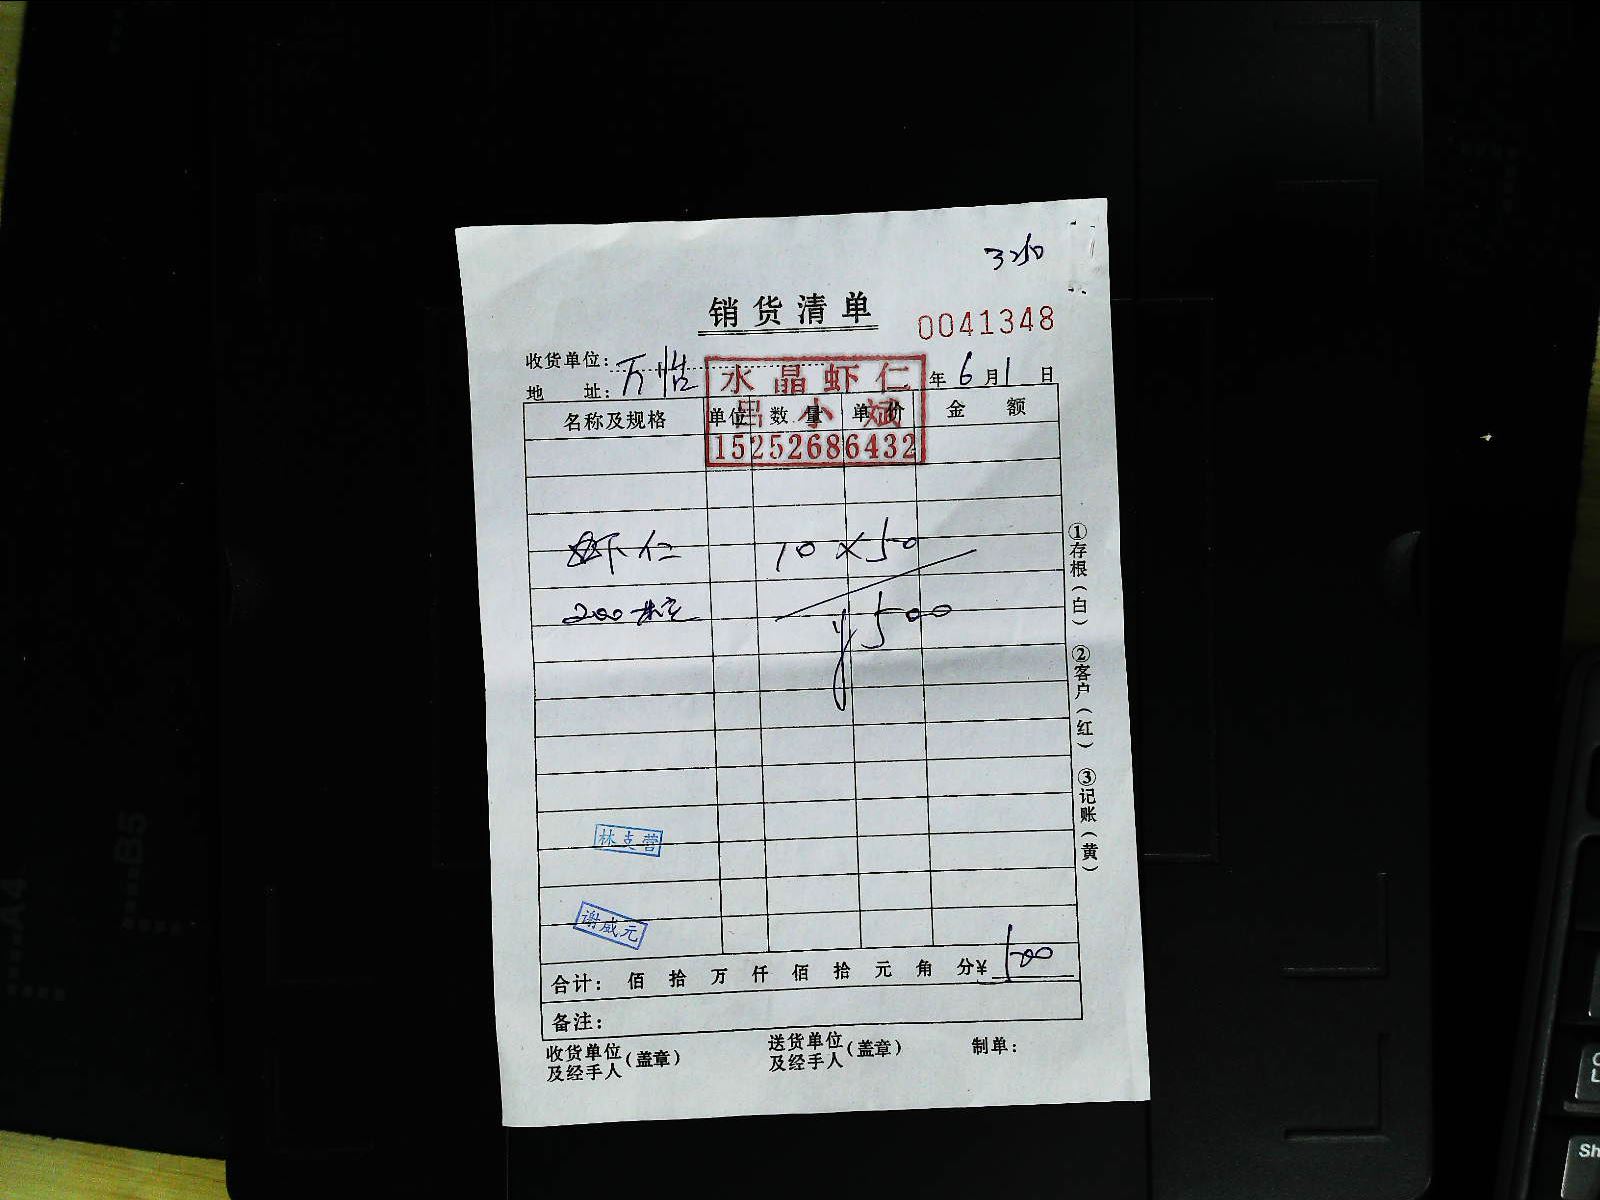 销货清单
0041348
收货单位: 万怡
地 址:
水晶虾仁
吕小斌
15252686432
年 6 月 1 日
名称及规格 单位 数量 单价 金额
虾仁 10 × 50
200
¥500
林支营
谢威元
合计: 佰 拾 万 仟 佰 拾 元 角 分 ¥ 500
备注:
收货单位及经手人(盖章) 送货单位及经手人(盖章) 制单:
①存根(白) ②客户(红) ③记账(黄)
A4
B5